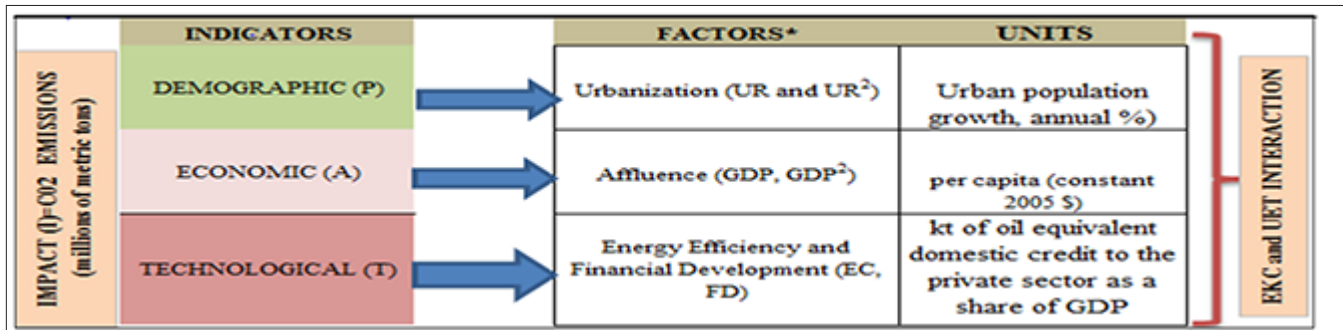 IMPACT (I)=C02 EMISSIONS
(millions of metric tons)
INDICATORS
FACTORS*
UNITS
DEMOGRAPHIC (P)
Urbanization (UR and UR²)
Urban population
growth, annual %)
ECONOMIC (A)
Affluence (GDP, GDP²)
per capita (constant
2005 $)
TECHNOLOGICAL (T)
Energy Efficiency and
Financial Development (EC,
FD)
kt of oil equivalent
domestic credit to the
private sector as a
share of GDP
EKC and UET INTERACTION